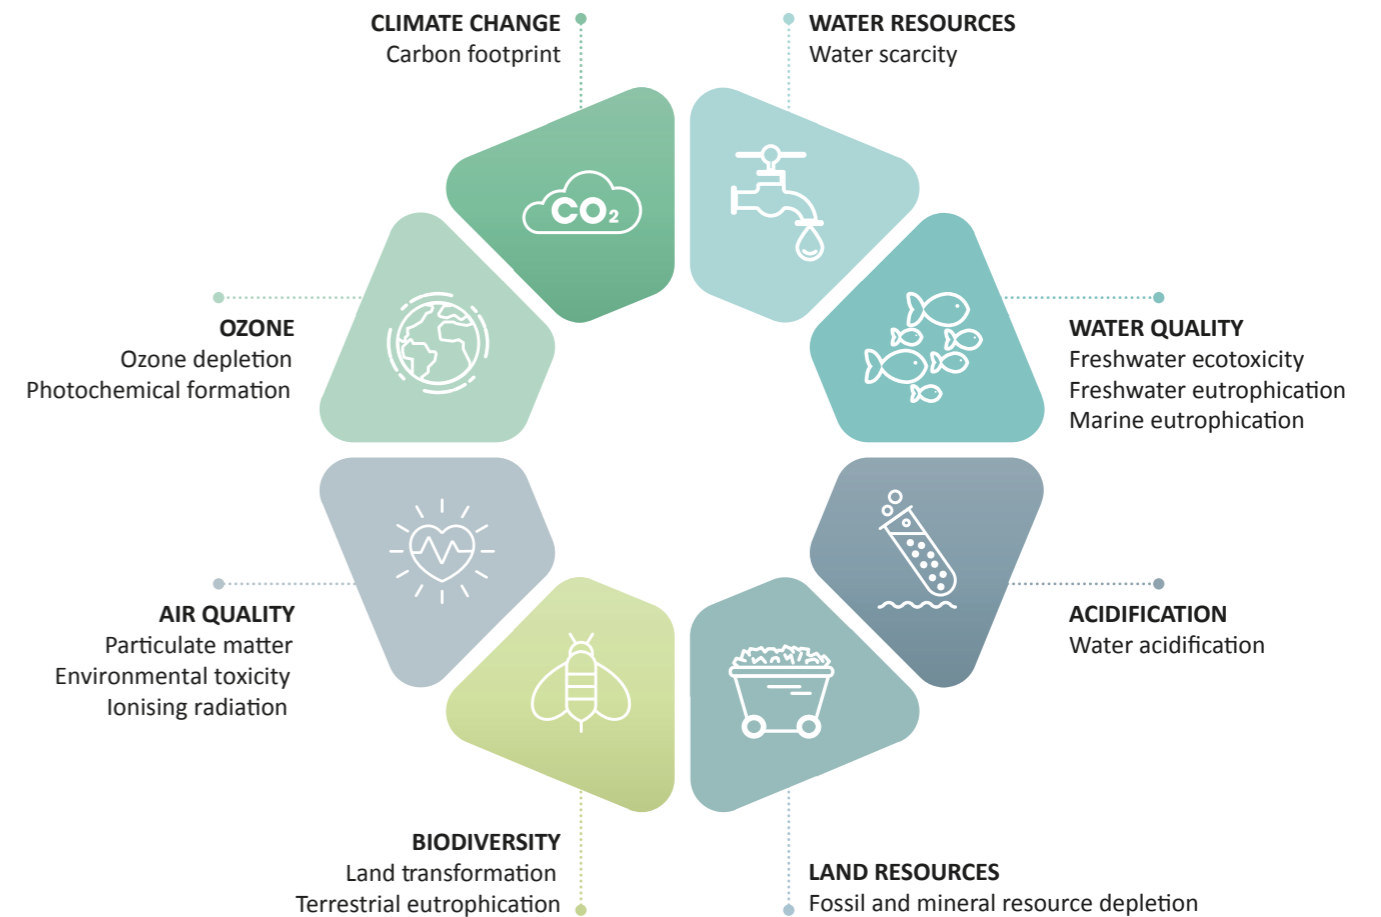 CLIMATE CHANGE
Carbon footprint
WATER RESOURCES
Water scarcity
CO2
OZONE
Ozone depletion
Photochemical formation
WATER QUALITY
Freshwater ecotoxicity
Freshwater eutrophication
Marine eutrophication
AIR QUALITY
Particulate matter
Environmental toxicity
Ionising radiation
ACIDIFICATION
Water acidification
BIODIVERSITY
Land transformation
Terrestrial eutrophication
LAND RESOURCES
Fossil and mineral resource depletion